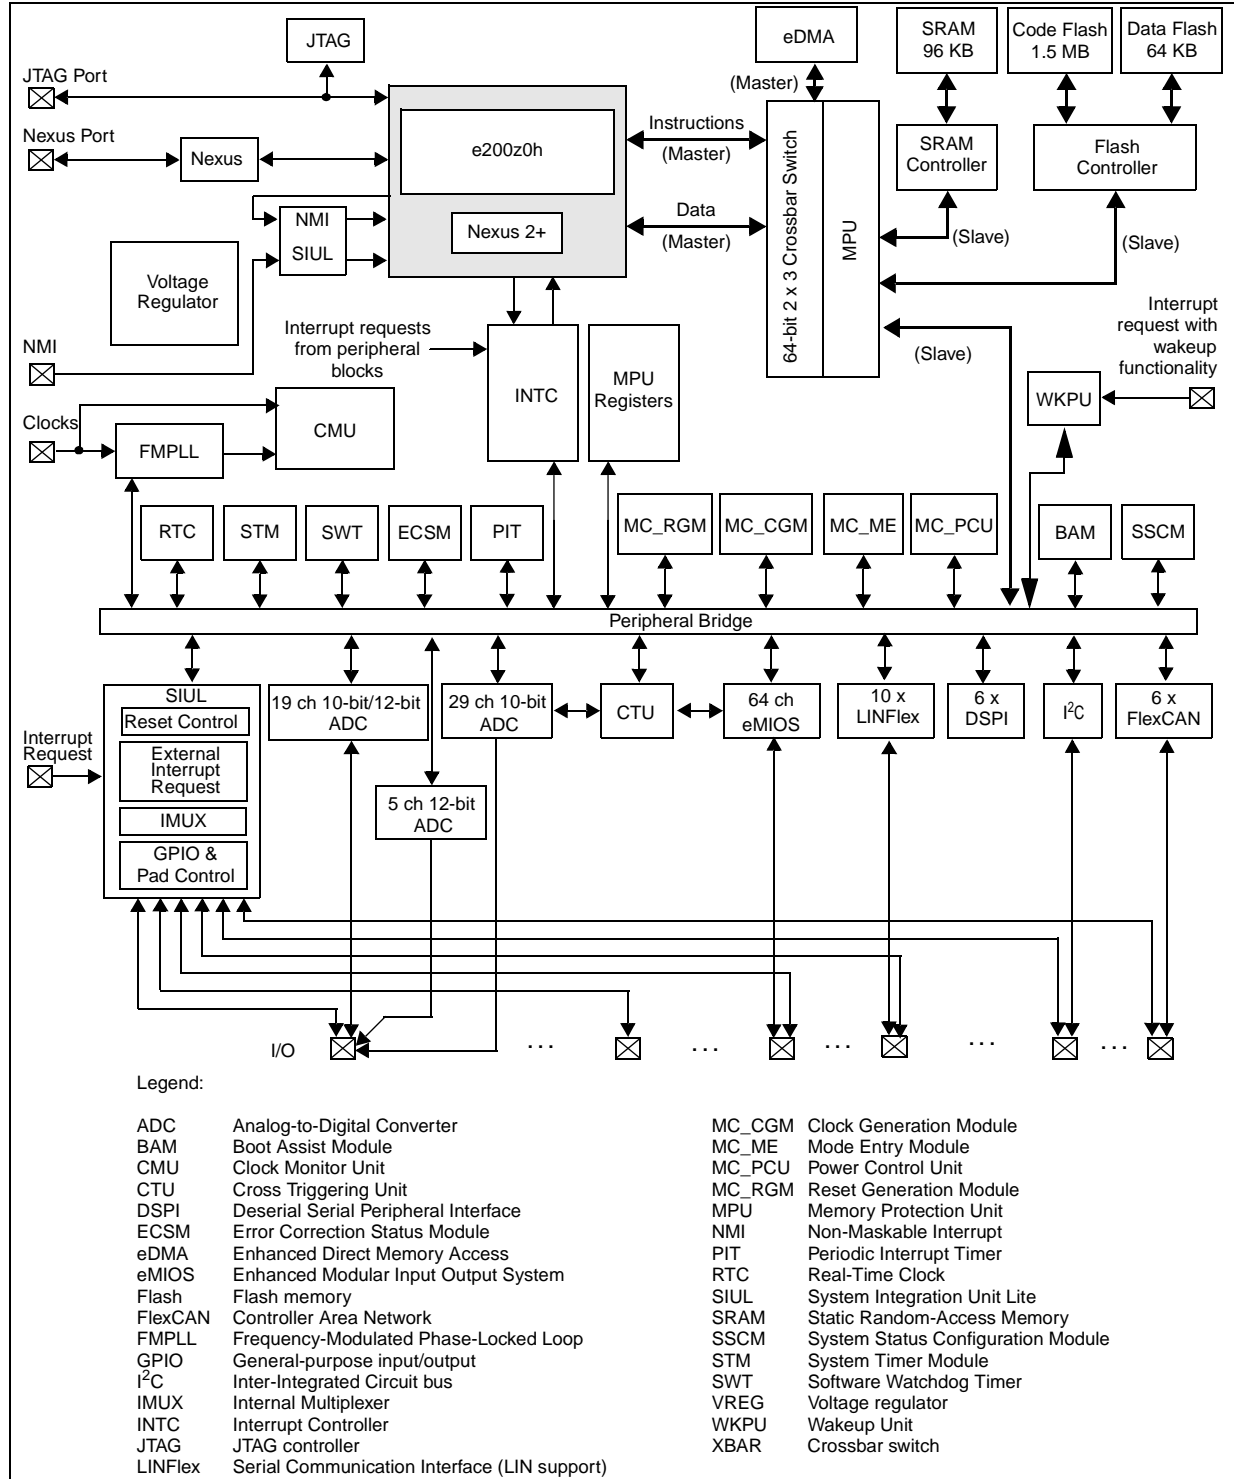 JTAG
eDMA
SRAM
96 KB
Code Flash
1.5 MB
Data Flash
64 KB
JTAG Port
(Master)
Nexus Port
Nexus
e200z0h
Instructions
(Master)
64-bit 2 x 3 Crossbar Switch
MPU
SRAM
Controller
Flash
Controller
NMI
SIUL
Nexus 2+
Data
(Master)
(Slave)
(Slave)
Voltage
Regulator
Interrupt requests
from peripheral
blocks
(Slave)
Interrupt
request with
wakeup
functionality
NMI
INTC
MPU
Registers
WKPU
Clocks
FMPLL
CMU
RTC
STM
SWT
ECSM
PIT
MC_RGM
MC_CGM
MC_ME
MC_PCU
BAM
SSCM
Peripheral Bridge
SIUL
Reset Control
External
Interrupt
Request
IMUX
GPIO &
Pad Control
Interrupt
Request
19 ch 10-bit/12-bit
ADC
29 ch 10-bit
ADC
CTU
64 ch
eMIOS
10 x
LINFlex
6 x
DSPI
I2C
6 x
FlexCAN
5 ch 12-bit
ADC
I/O
. . .
. . .
. . .
. . .
. . .
Legend:
ADC Analog-to-Digital Converter
BAM Boot Assist Module
CMU Clock Monitor Unit
CTU Cross Triggering Unit
DSPI Deserial Serial Peripheral Interface
ECSM Error Correction Status Module
eDMA Enhanced Direct Memory Access
eMIOS Enhanced Modular Input Output System
Flash Flash memory
FlexCAN Controller Area Network
FMPLL Frequency-Modulated Phase-Locked Loop
GPIO General-purpose input/output
I2C Inter-Integrated Circuit bus
IMUX Internal Multiplexer
INTC Interrupt Controller
JTAG JTAG controller
LINFlex Serial Communication Interface (LIN support)
MC_CGM Clock Generation Module
MC_ME Mode Entry Module
MC_PCU Power Control Unit
MC_RGM Reset Generation Module
MPU Memory Protection Unit
NMI Non-Maskable Interrupt
PIT Periodic Interrupt Timer
RTC Real-Time Clock
SIUL System Integration Unit Lite
SRAM Static Random-Access Memory
SSCM System Status Configuration Module
STM System Timer Module
SWT Software Watchdog Timer
VREG Voltage regulator
WKPU Wakeup Unit
XBAR Crossbar switch